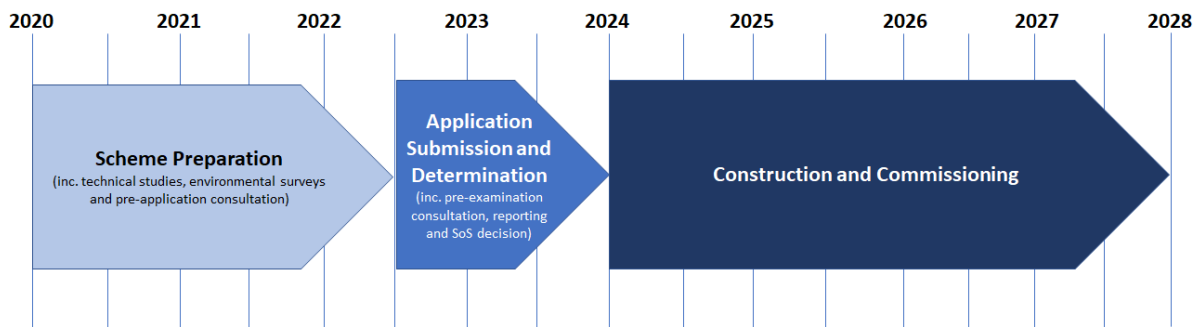 2020 2021 2022 2023 2024 2025 2026 2027 2028
Scheme Preparation
(inc. technical studies, environmental surveys
and pre-application consultation)
Application
Submission and
Determination
(inc. pre-examination
consultation, reporting
and SoS decision)
Construction and Commissioning